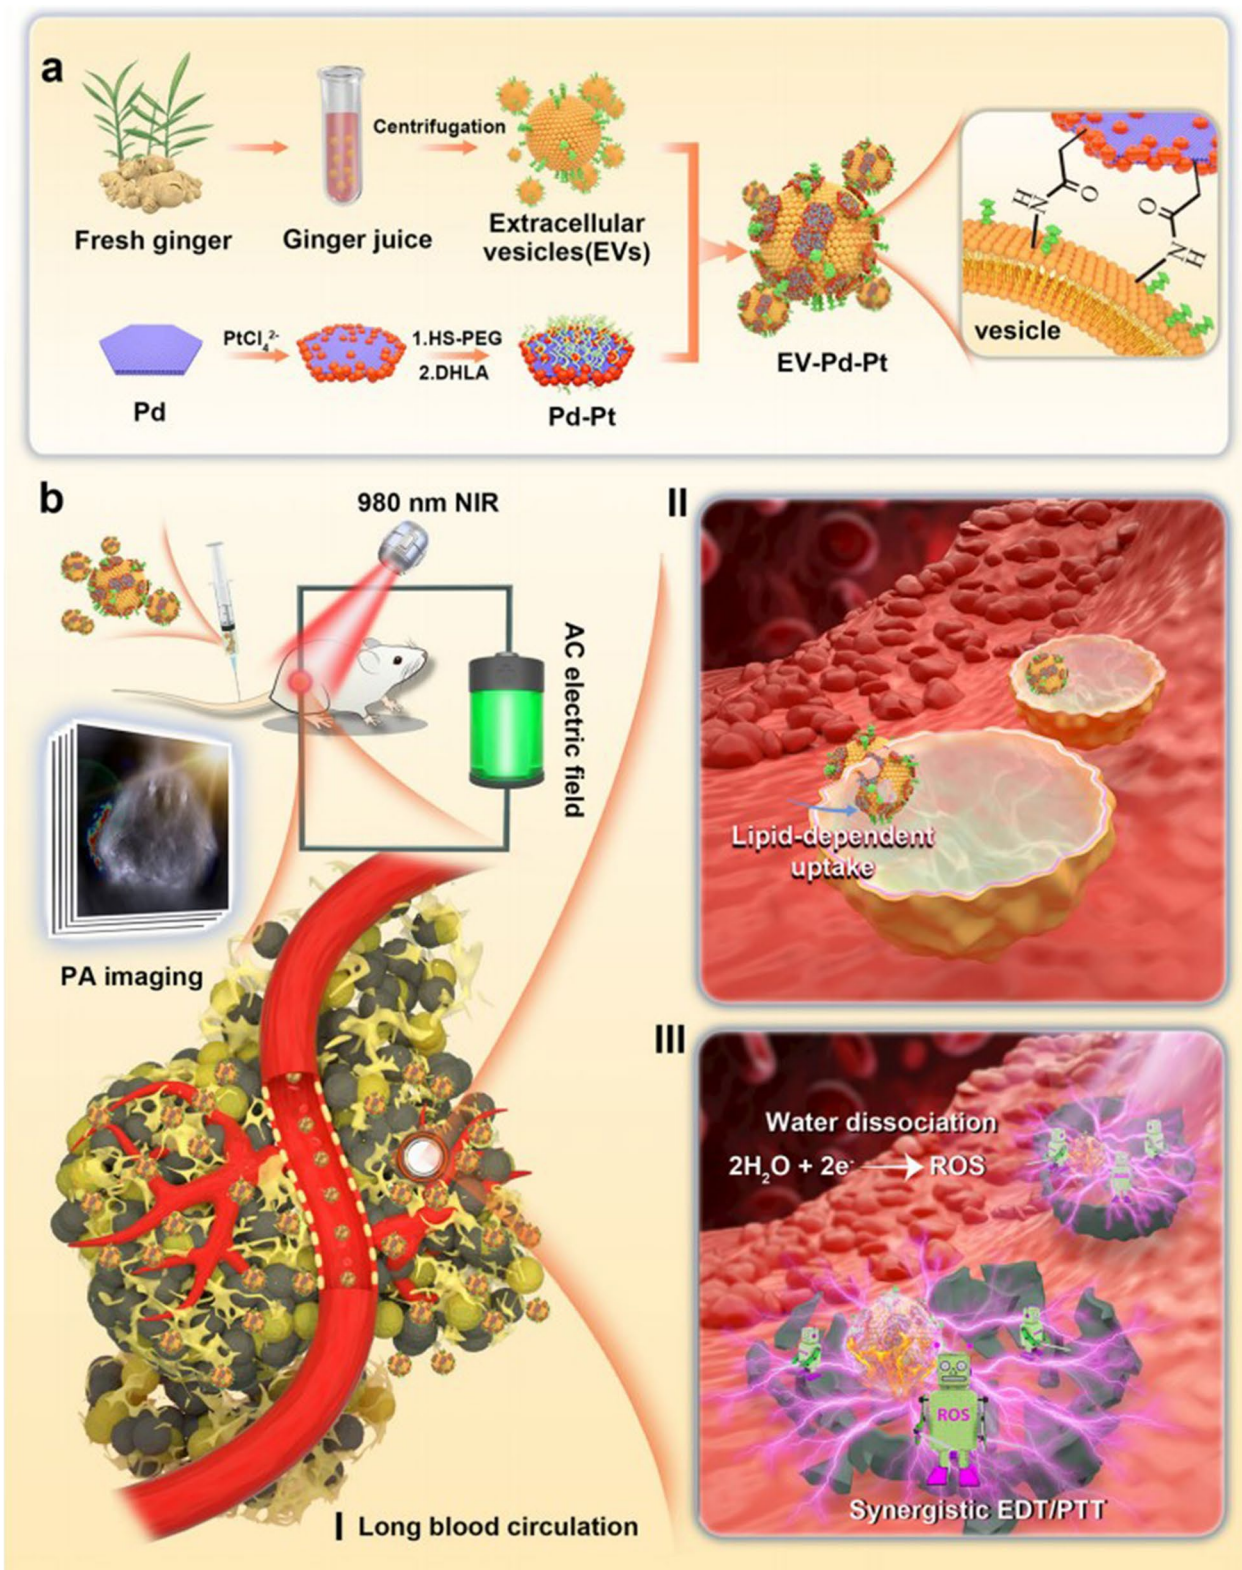 a
Fresh ginger
Ginger juice
Centrifugation
Extracellular
vesicles(EVs)
Pd
PtCl₄²⁻
1.HS-PEG
2.DHLA
Pd-Pt
EV-Pd-Pt
H
N
O
O
N
H
vesicle
b
980 nm NIR
AC electric field
PA imaging
I Long blood circulation
II
Lipid-dependent
uptake
III
Water dissociation
2H₂O + 2e⁻ → ROS
ROS
Synergistic EDT/PTT